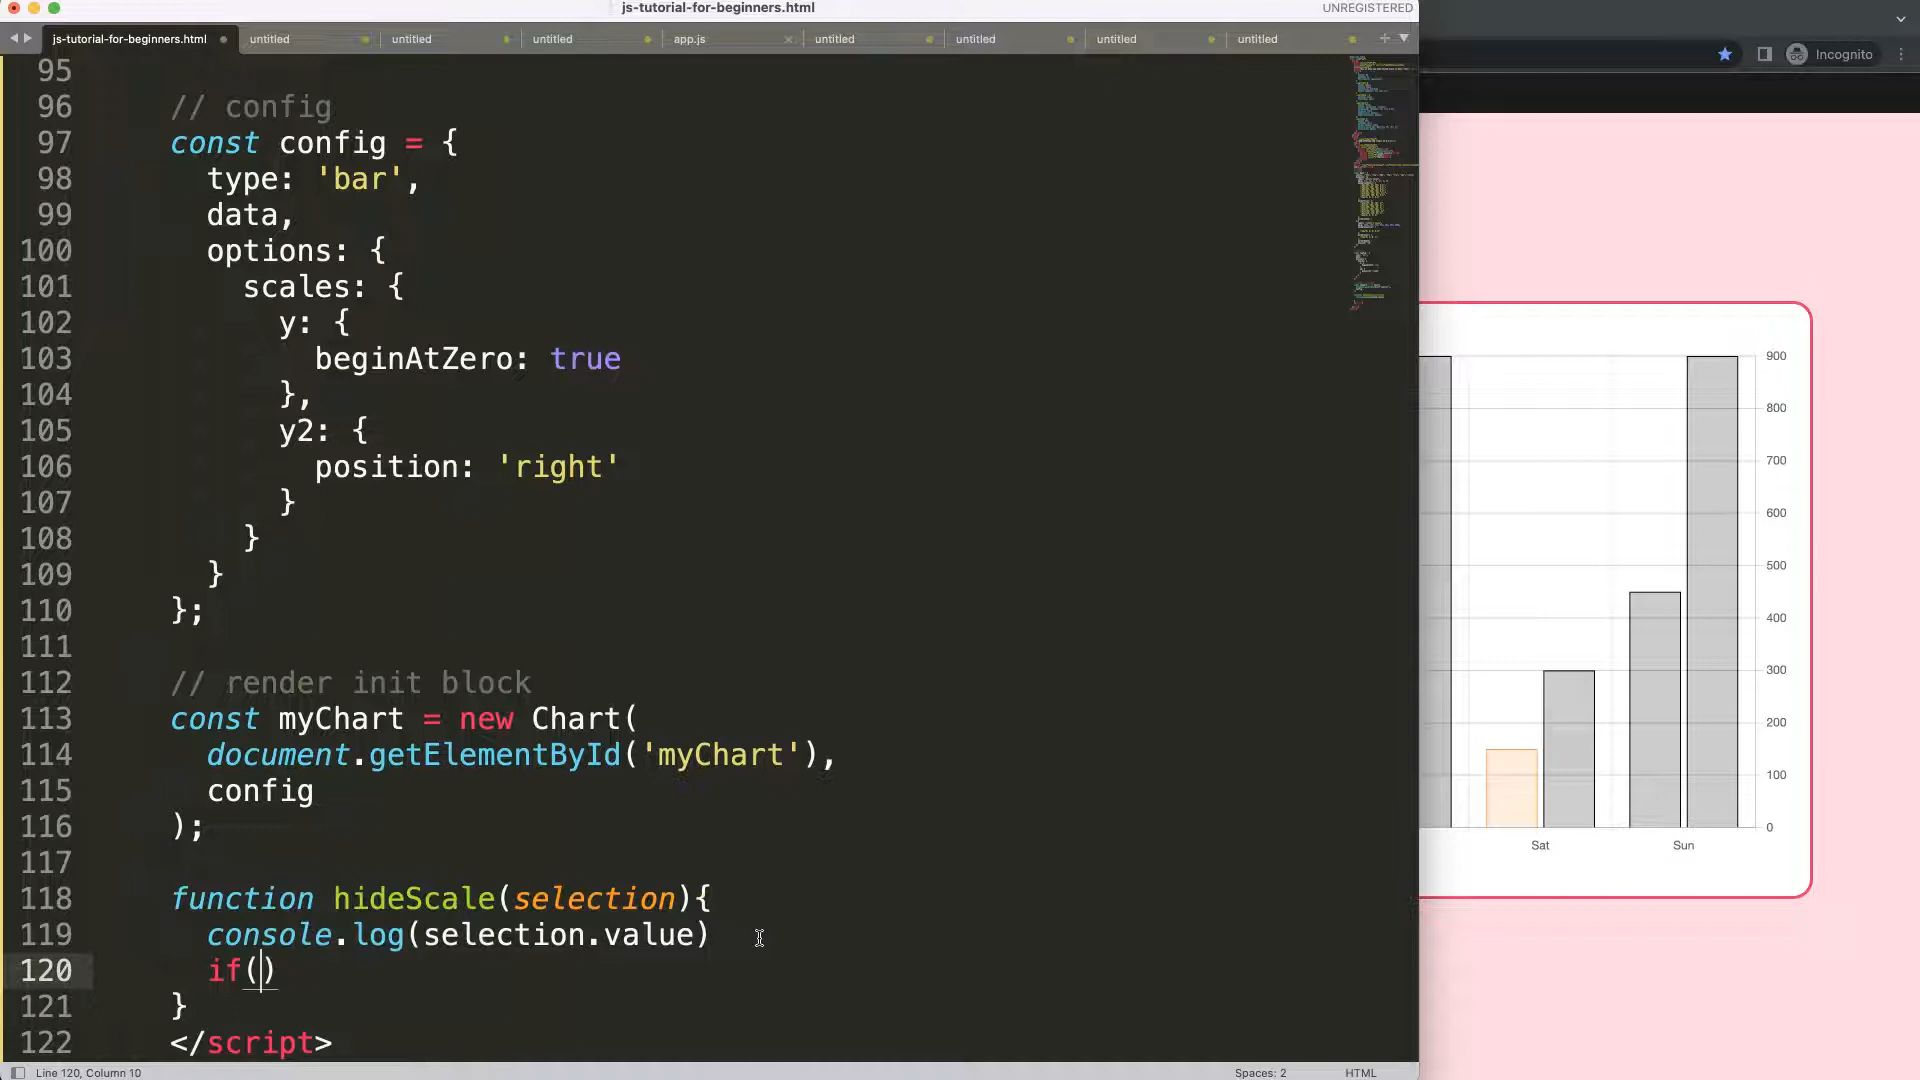 js-tutorial-for-beginners.html
UNREGISTERED
js-tutorial-for-beginners.html untitled untitled untitled app.js untitled untitled untitled untitled
Incognito
95
96 // config
97 const config = {
98 type: 'bar',
99 data,
100 options: {
101 scales: {
102 y: {
103 beginAtZero: true
104 },
105 y2: {
106 position: 'right'
107 }
108 }
109 }
110 };
111
112 // render init block
113 const myChart = new Chart(
114 document.getElementById('myChart'),
115 config
116 );
117
118 function hideScale(selection){
119 console.log(selection.value)
120 if()
121 }
122 </script>
Line 120, Column 10
Spaces: 2
HTML
900
800
700
600
500
400
300
200
100
0
Sat
Sun